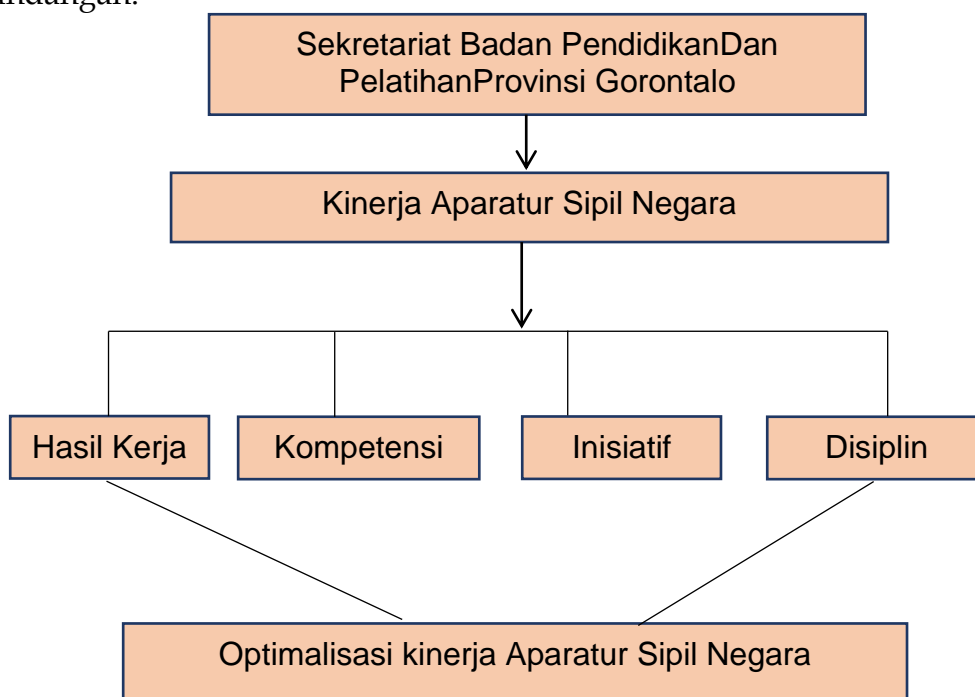 Sekretariat Badan PendidikanDan
PelatihanProvinsi Gorontalo
Kinerja Aparatur Sipil Negara
Hasil Kerja
Kompetensi
Inisiatif
Disiplin
Optimalisasi kinerja Aparatur Sipil Negara